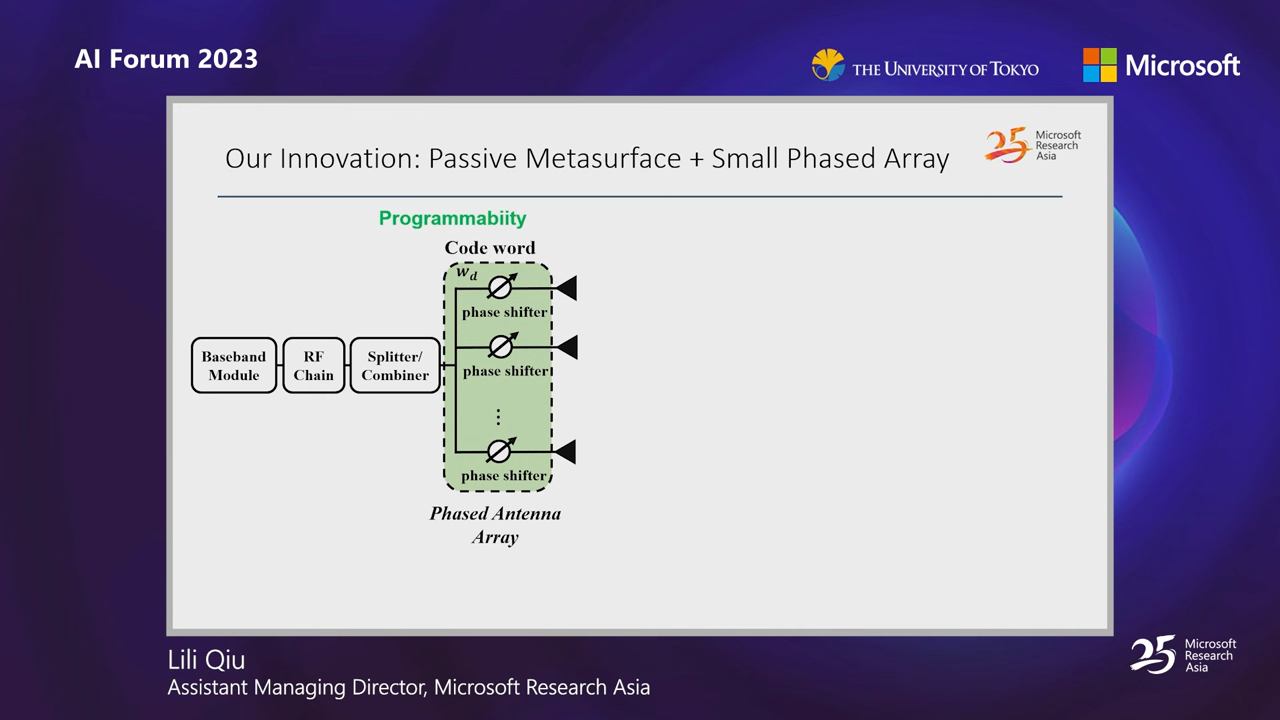 AI Forum 2023
THE UNIVERSITY OF TOKYO
Microsoft
Our Innovation: Passive Metasurface + Small Phased Array
25
Microsoft
Research
Asia
Programmabiity
Code word
w_d
phase shifter
Baseband
Module
RF
Chain
Splitter/
Combiner
phase shifter
⋮
phase shifter
Phased Antenna
Array
Lili Qiu
Assistant Managing Director, Microsoft Research Asia
25
Microsoft
Research
Asia